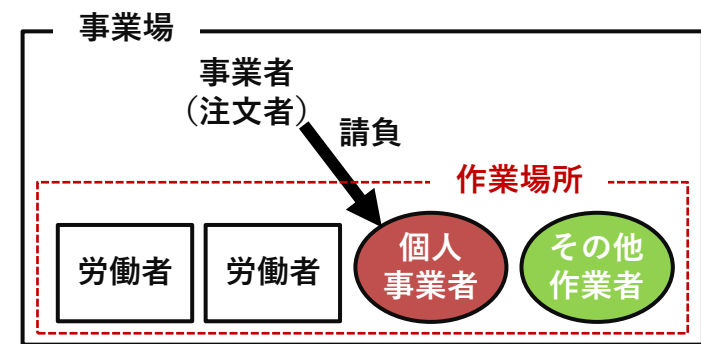 事業場
事業者
（注文者）
請負
作業場所
労働者
労働者
個人
事業者
その他
作業者